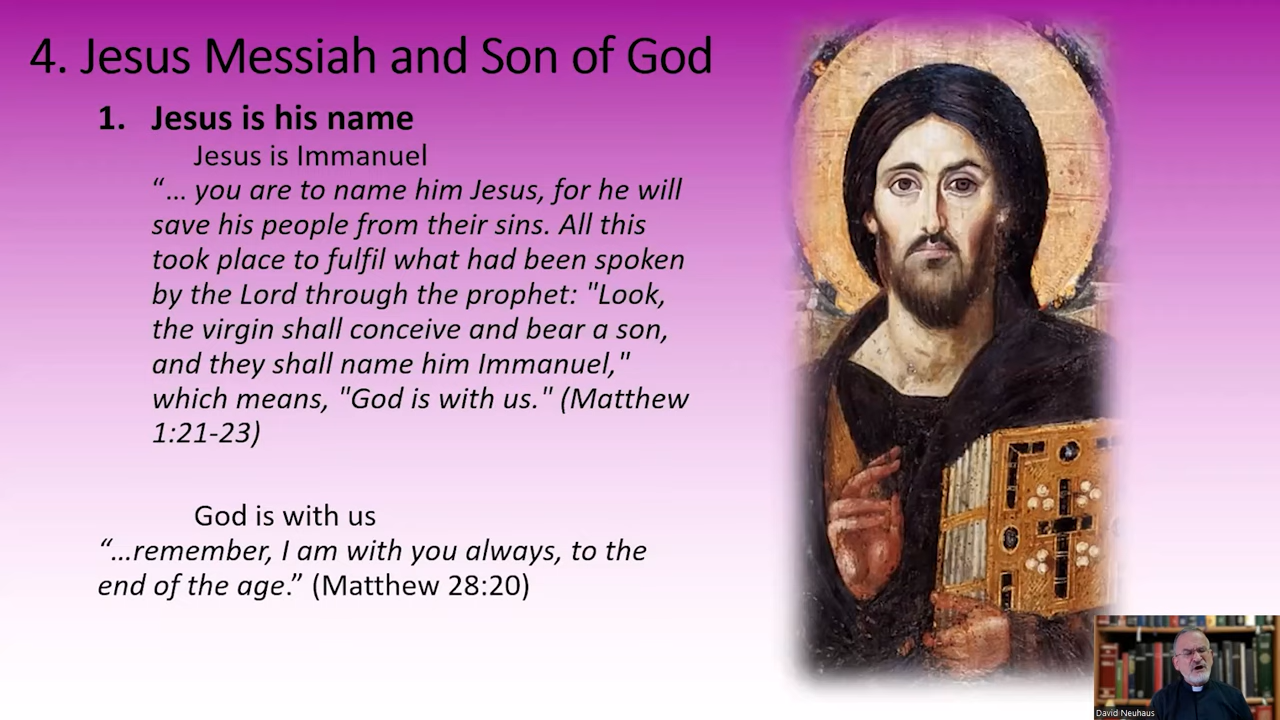 4. Jesus Messiah and Son of God
1. Jesus is his name
Jesus is Immanuel
“… you are to name him Jesus, for he will
save his people from their sins. All this
took place to fulfil what had been spoken
by the Lord through the prophet: "Look,
the virgin shall conceive and bear a son,
and they shall name him Immanuel,"
which means, "God is with us." (Matthew
1:21-23)
God is with us
“…remember, I am with you always, to the
end of the age.” (Matthew 28:20)
David Neuhaus